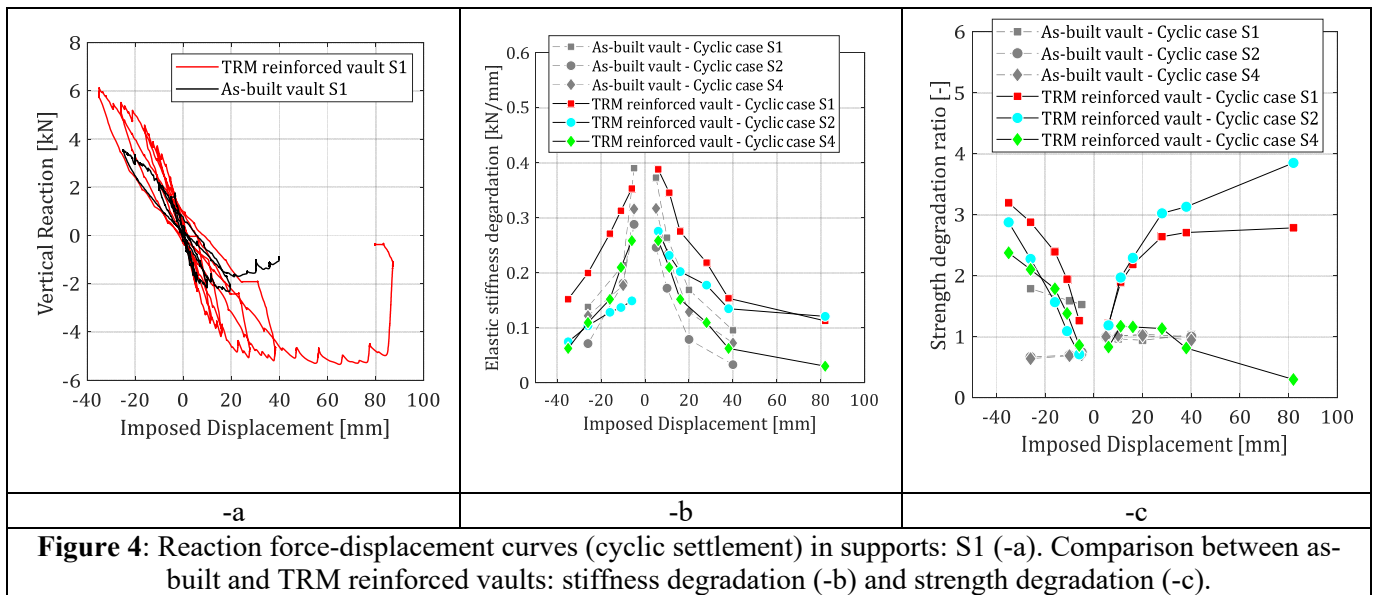 8
6
4
2
0
-2
-4
-6
-40
-20
0
20
40
60
80
100
Vertical Reaction [kN]
Imposed Displacement [mm]
TRM reinforced vault S1
As-built vault S1
0.6
0.5
0.4
0.3
0.2
0.1
0
-40
-20
0
20
40
60
80
100
Elastic stiffness degardation [kN/mm]
Imposed Displacement [mm]
As-built vault - Cyclic case S1
As-built vault - Cyclic case S2
As-built vault - Cyclic case S4
TRM reinforced vault - Cyclic case S1
TRM reinforced vault - Cyclic case S2
TRM reinforced vault - Cyclic case S4
6
5
4
3
2
1
0
-40
-20
0
20
40
60
80
100
Strength degradation ratio [-]
Imposed Displacement [mm]
As-built vault - Cyclic case S1
As-built vault - Cyclic case S2
As-built vault - Cyclic case S4
TRM reinforced vault - Cyclic case S1
TRM reinforced vault - Cyclic case S2
TRM reinforced vault - Cyclic case S4
-a
-b
-c
Figure 4: Reaction force-displacement curves (cyclic settlement) in supports: S1 (-a). Comparison between as-
built and TRM reinforced vaults: stiffness degradation (-b) and strength degradation (-c).